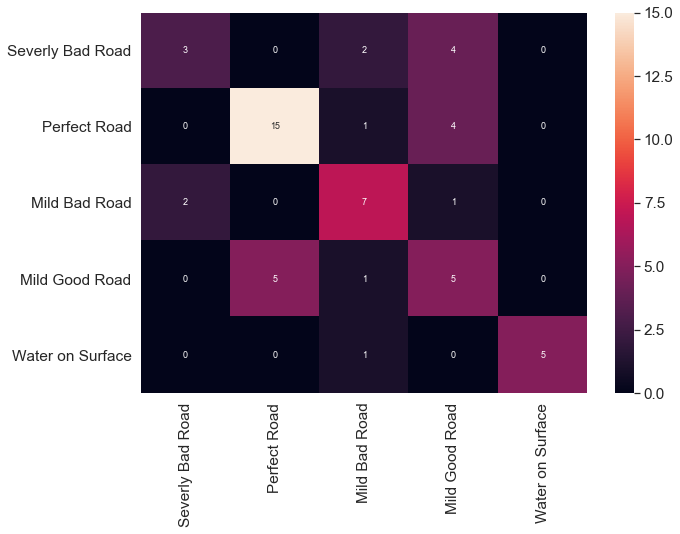 Severly Bad Road 3 0 2 4 0
Perfect Road 0 15 1 4 0
Mild Bad Road 2 0 7 1 0
Mild Good Road 0 5 1 5 0
Water on Surface 0 0 1 0 5
Severly Bad Road
Perfect Road
Mild Bad Road
Mild Good Road
Water on Surface
15.0
12.5
10.0
7.5
5.0
2.5
0.0